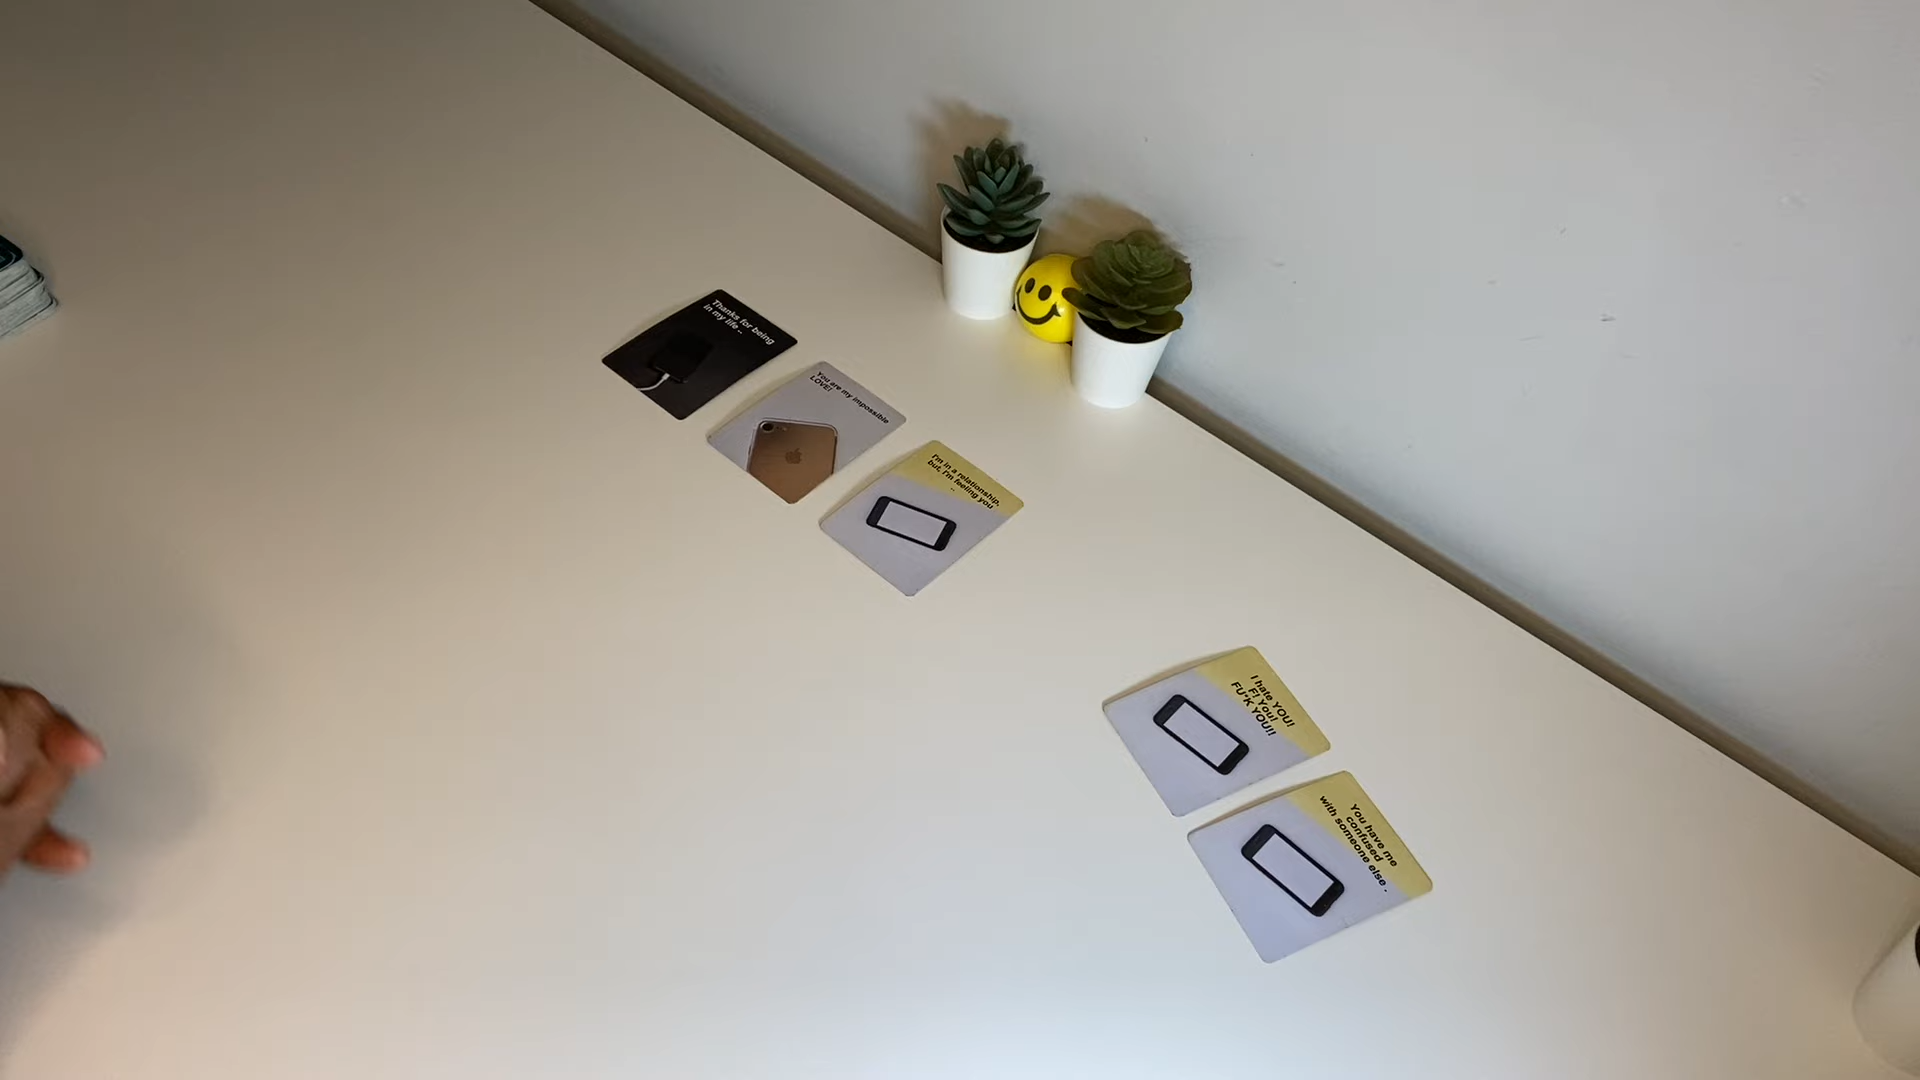 Thanks for being
in my life ..
You are my impossible
LOVE!
I'm in a relationship,
but, I'm feeling you
..
I hate YOU!
F! You!
FU*K YOU!!
You have me
confused
with someone else .